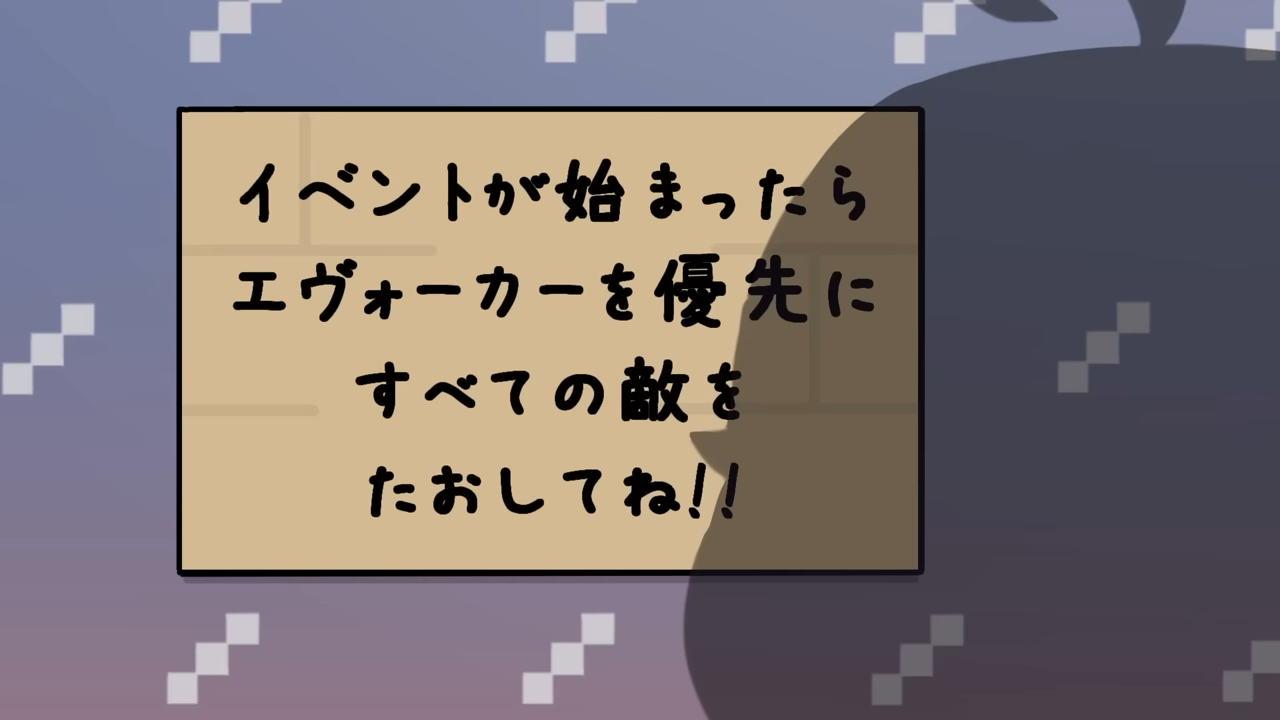 イベントが始まったら
エヴォーカーを優先に
すべての敵を
たおしてね!!